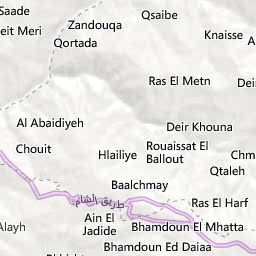 Saade
Zandouqa
Qsaibe
eit Meri
Qortada
Knaisse
Ras El Metn
D
Al Abaidiyeh
Deir Khouna
Chouit
Hlailiye
Rouaissat El
Ballout
Chm
Qtaleh
Baalchmay
طريق الشام
Ras El Harf
Alayh
Ain El
Jadide
Bhamdoun El Mhatta
Bhamdoun Ed Daiaa